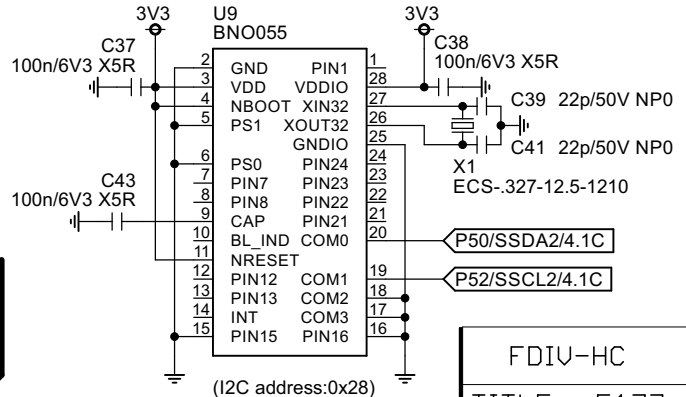 3V3
U9
BNO055
3V3
C37
100n/6V3 X5R
C38
100n/6V3 X5R
2 GND PIN1 1
3 VDD VDDIO 28
4 NBOOT XIN32 27
5 PS1 XOUT32 26
GNDIO 25
6 PS0 PIN24 24
7 PIN7 PIN23 23
8 PIN8 PIN22 22
9 CAP PIN21 21
10 BL_IND COM0 20
11 NRESET
12 PIN12 COM1 19
13 PIN13 COM2 18
14 INT COM3 17
15 PIN15 PIN16 16
C39 22p/50V NP0
C41 22p/50V NP0
X1
ECS-.327-12.5-1210
C43
100n/6V3 X5R
P50/SSDA2/4.1C
P52/SSCL2/4.1C
(I2C address:0x28)
FDIV-HC